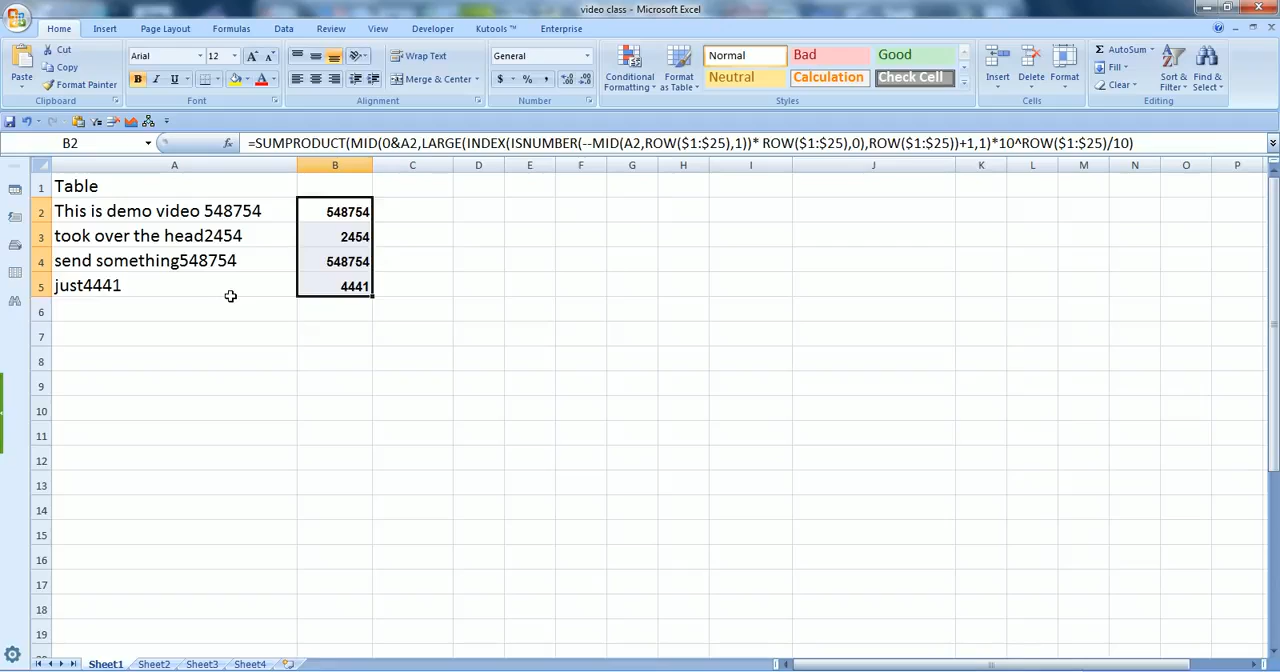 video class - Microsoft Excel
Home Insert Page Layout Formulas Data Review View Developer Kutools ™ Enterprise
Cut Arial 12 Wrap Text General Normal Bad Good AutoSum
Copy Fill
Paste Format Painter B I U Merge & Center $ % , Conditional Formatting Format as Table Neutral Calculation Check Cell Insert Delete Format Clear Sort & Filter Find & Select
Clipboard Font Alignment Number Styles Cells Editing
B2 fx =SUMPRODUCT(MID(0&A2,LARGE(INDEX(ISNUMBER(--MID(A2,ROW($1:$25),1))* ROW($1:$25),0),ROW($1:$25))+1,1)*10^ROW($1:$25)/10)
A B C D E F G H I J K L M N O P
1 Table
2 This is demo video 548754 548754
3 took over the head2454 2454
4 send something548754 548754
5 just4441 4441
6
7
8
9
10
11
12
13
14
15
16
17
18
19
Sheet1 Sheet2 Sheet3 Sheet4